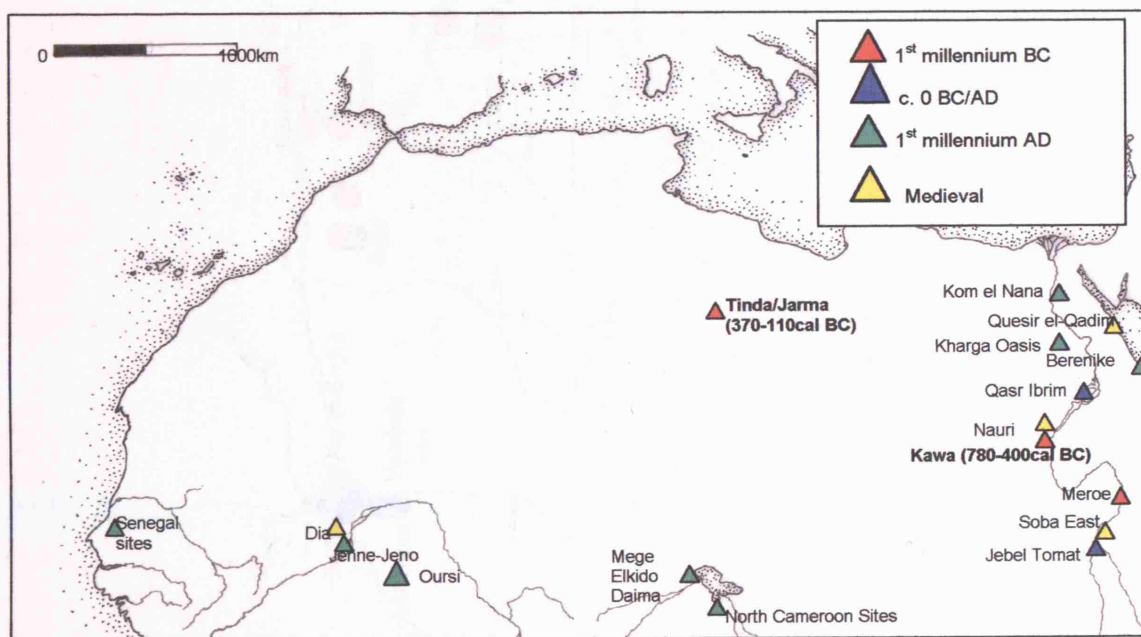 0 1000km
1st millennium BC
c. 0 BC/AD
1st millennium AD
Medieval
Kom el Nana
Tinda/Jarma
(370-110cal BC)
Quesir el-Qadim
Kharga Oasis
Berenike
Qasr Ibrim
Nauri
Kawa (780-400cal BC)
Meroe
Senegal
sites
Dia
Soba East
Jenne-Jeno
Jebel Tomat
Oursi
Mege
Elkido
Daima
North Cameroon Sites